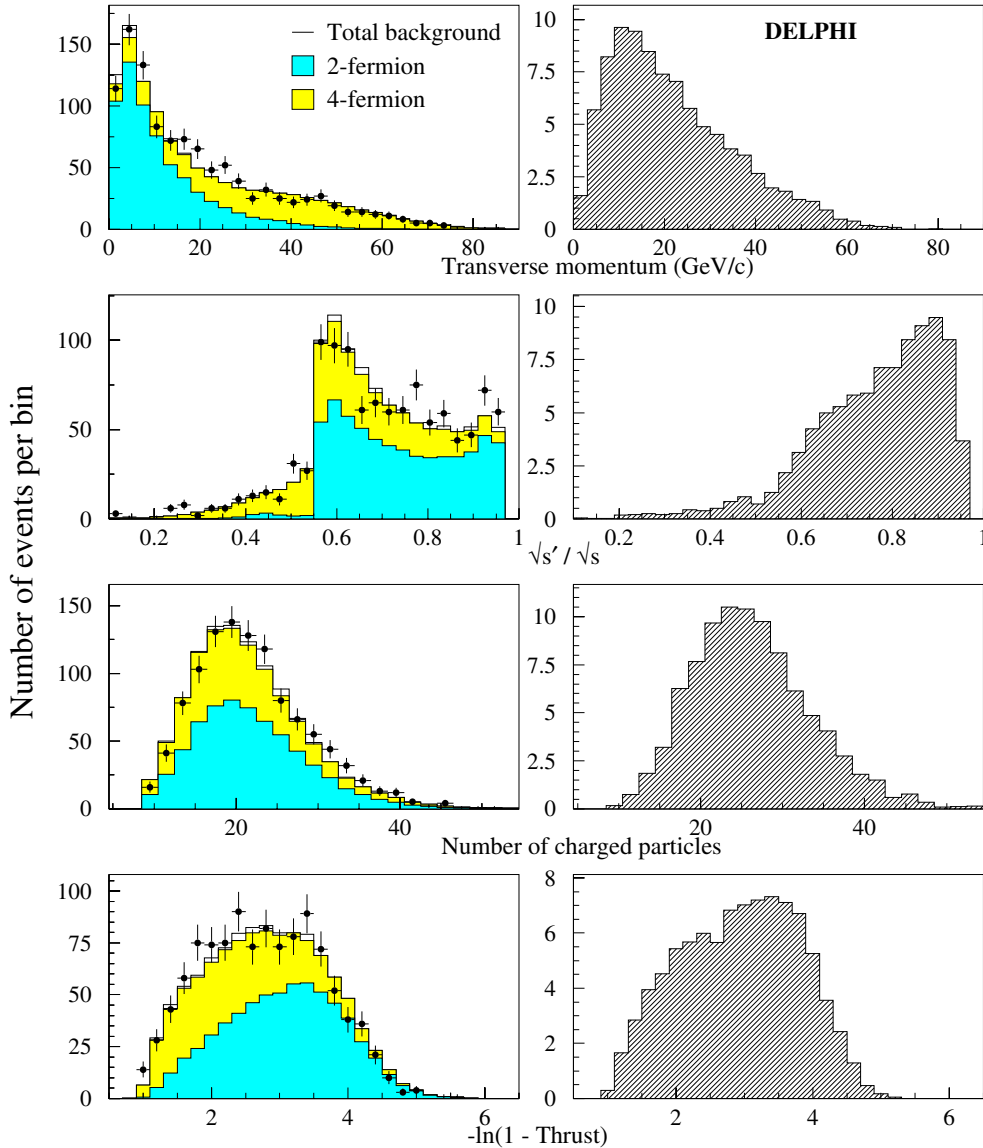 DELPHI
Total background
2-fermion
4-fermion
150
100
50
0
10
7.5
5
2.5
0
0 20 40 60 80
0 20 40 60 80
Transverse momentum (GeV/c)
Number of events per bin
100
50
0
10
7.5
5
2.5
0
0.2 0.4 0.6 0.8 1
0.2 0.4 0.6 0.8 1
√s′ / √s
150
100
50
0
10
7.5
5
2.5
0
20 40
20 40
Number of charged particles
100
75
50
25
0
8
6
4
2
0
2 4 6
2 4 6
-ln(1 - Thrust)